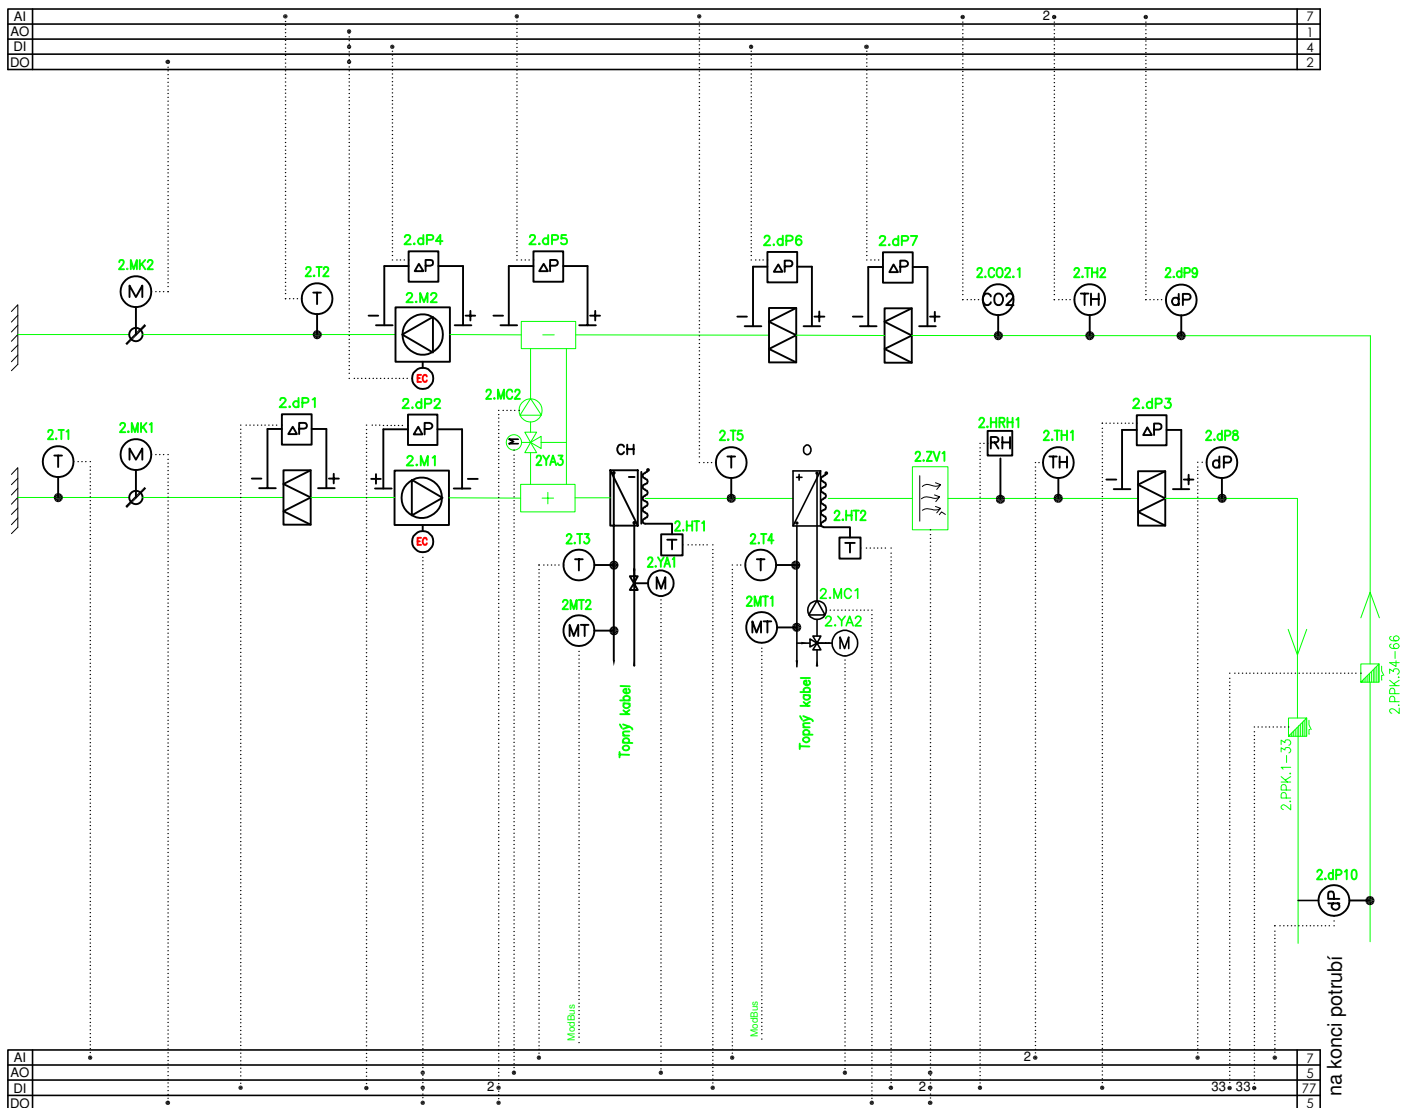 AI 7
AO 1
DI 4
DO 2
2
2.MK2
M
2.T2
T
2.dP4
ΔP
− +
2.M2
EC
2.dP5
ΔP
− +
−
2.dP6
ΔP
− +
2.dP7
ΔP
− +
2.CO2.1
CO2
2.TH2
TH
2.dP9
dP
2.T1
T
2.MK1
M
2.dP1
ΔP
− +
2.dP2
ΔP
+ −
2.M1
EC
2.MC2
M
2YA3
+
CH
−
2.HT1
T
2.T3
T
2.YA1
M
2MT2
MT
Topný kabel
2.T5
T
O
+
2.HT2
T
2.T4
T
2.MC1
2MT1
MT
2.YA2
M
Topný kabel
2.ZV1
2.HRH1
RH
2.TH1
TH
2.dP3
ΔP
− +
2.dP8
dP
2.PPK.34-66
2.PPK.1-33
2.dP10
dP
na konci potrubí
ModBus
ModBus
AI 2 7
AO 5
DI 2 2 33 33 77
DO 5